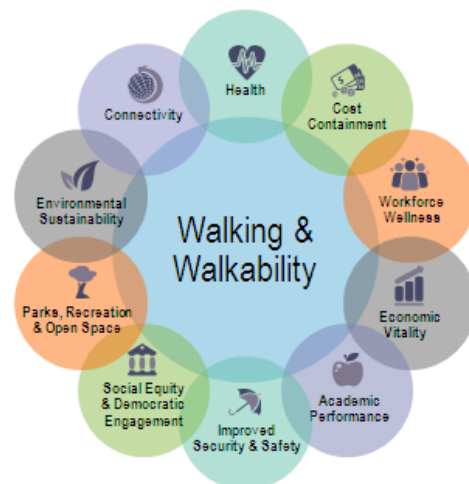 Health
Cost
Containment
Workforce
Wellness
Economic
Vitality
Academic
Performance
Improved
Security & Safety
Social Equity
& Democratic
Engagement
Parks, Recreation
& Open Space
Environmental
Sustainability
Connectivity
Walking &
Walkability